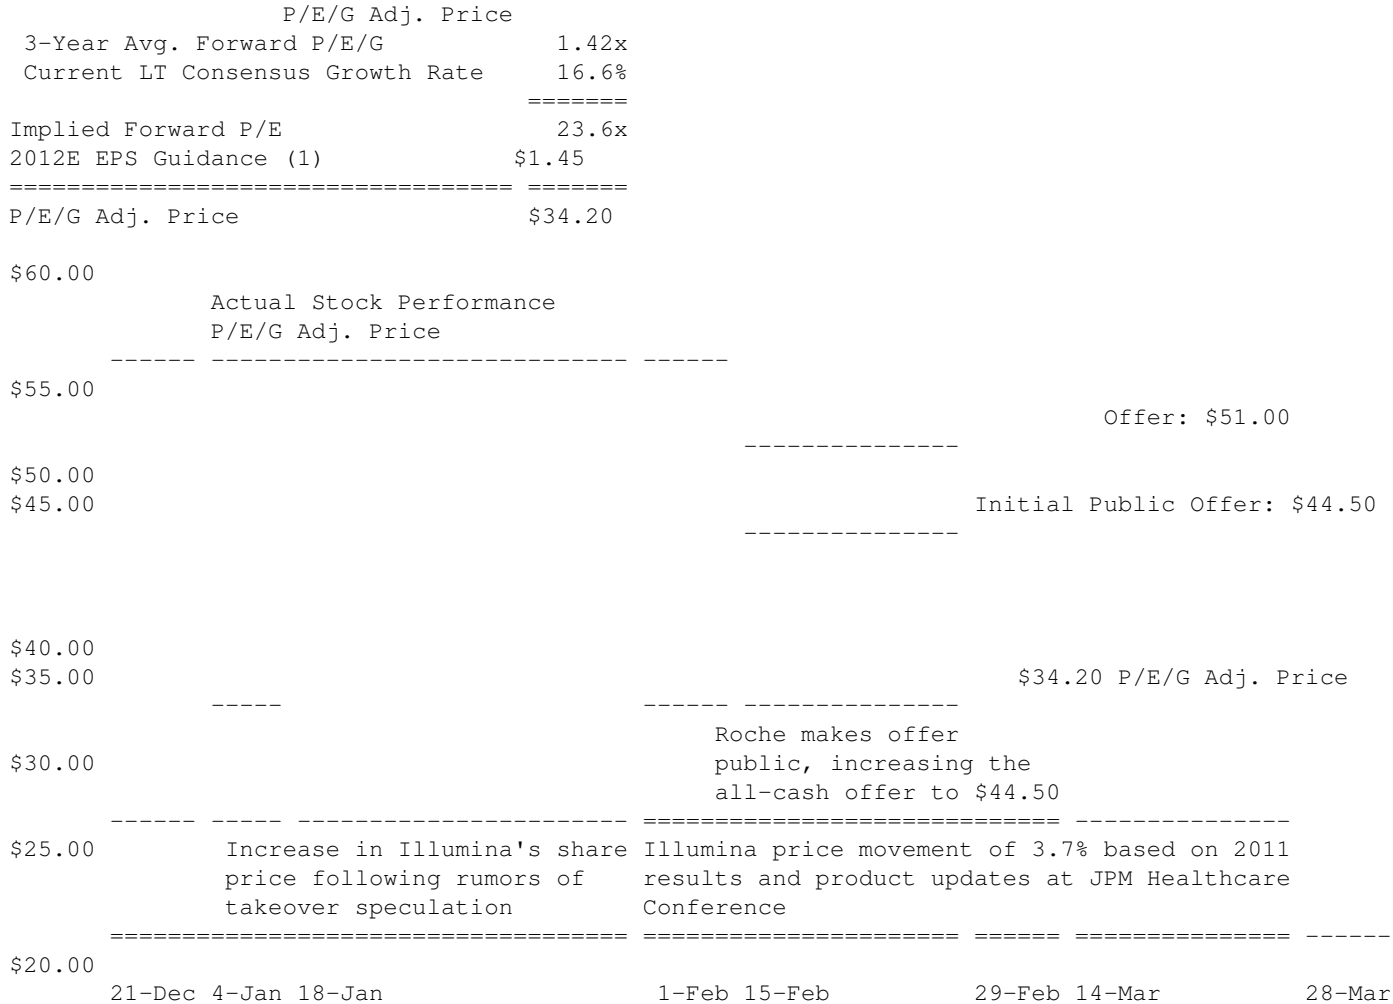 P/E/G Adj. Price
3-Year Avg. Forward P/E/G 1.42x
Current LT Consensus Growth Rate 16.6%
=======
Implied Forward P/E 23.6x
2012E EPS Guidance (1) $1.45
=================================== =======
P/E/G Adj. Price $34.20
$60.00
Actual Stock Performance
P/E/G Adj. Price
------ ----------------------------- ------
$55.00
Offer: $51.00
---------------
$50.00
$45.00 Initial Public Offer: $44.50
---------------
$40.00
$35.00 $34.20 P/E/G Adj. Price
----- ------ ---------------
Roche makes offer
$30.00 public, increasing the
all-cash offer to $44.50
------ ----- ----------------------- ============================= ---------------
$25.00 Increase in Illumina's share Illumina price movement of 3.7% based on 2011
price following rumors of results and product updates at JPM Healthcare
takeover speculation Conference
==================================== ====================== ====== =============== ------
$20.00
21-Dec 4-Jan 18-Jan 1-Feb 15-Feb 29-Feb 14-Mar 28-Mar